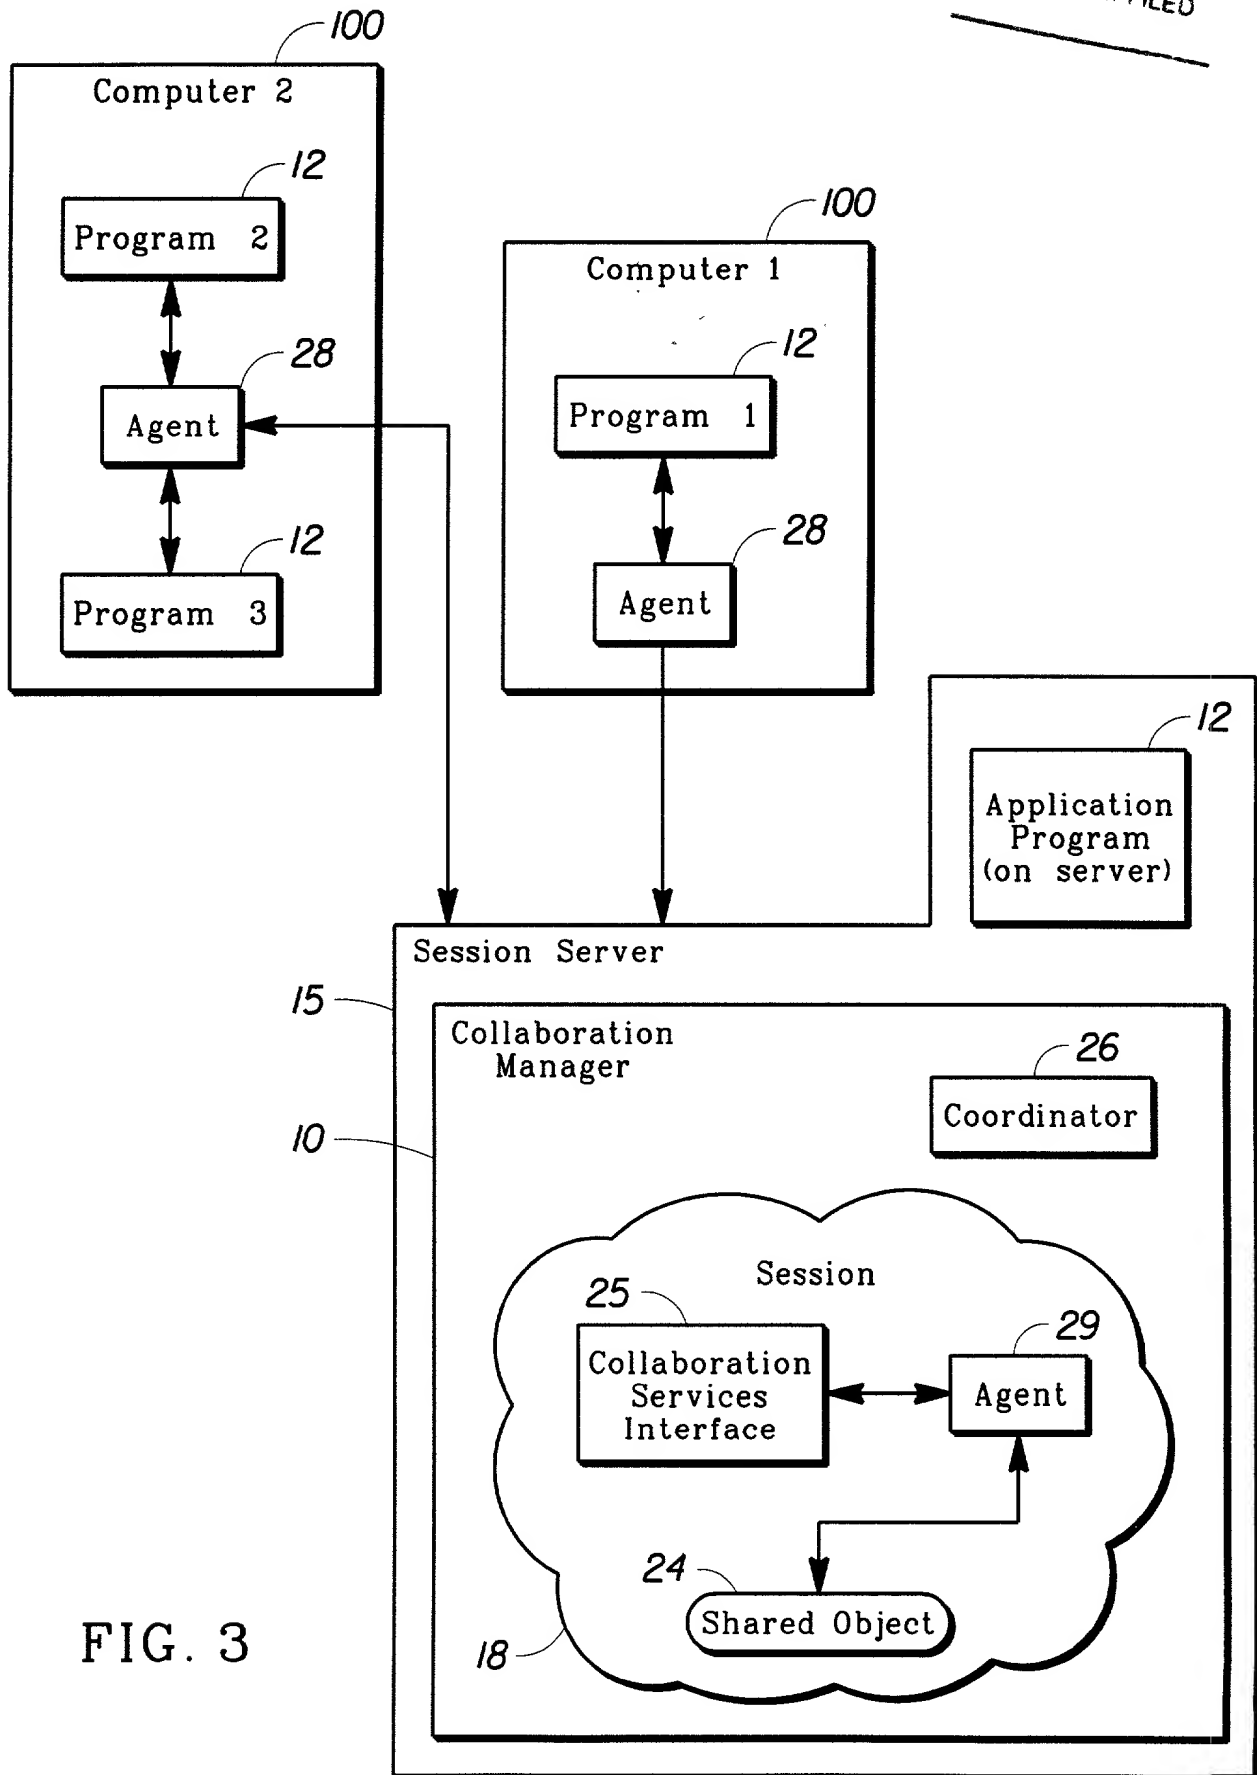 FILED
100
Computer 2
12
Program 2
28
Agent
12
Program 3
100
Computer 1
12
Program 1
28
Agent
12
Application
Program
(on server)
Session Server
15
Collaboration
Manager
10
26
Coordinator
Session
25
Collaboration
Services
Interface
29
Agent
24
Shared Object
18
FIG. 3